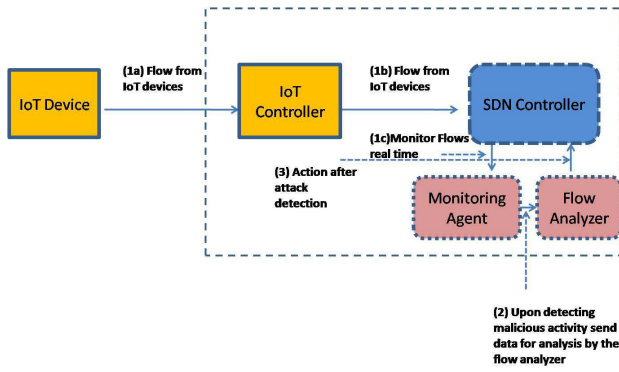 (1a) Flow from
IoT devices
(1b) Flow from
IoT devices
IoT Device
IoT
Controller
SDN Controller
(1c)Monitor Flows
real time
(3) Action after
attack
detection
Monitoring
Agent
Flow
Analyzer
(2) Upon detecting
malicious activity send
data for analysis by the
flow analyzer